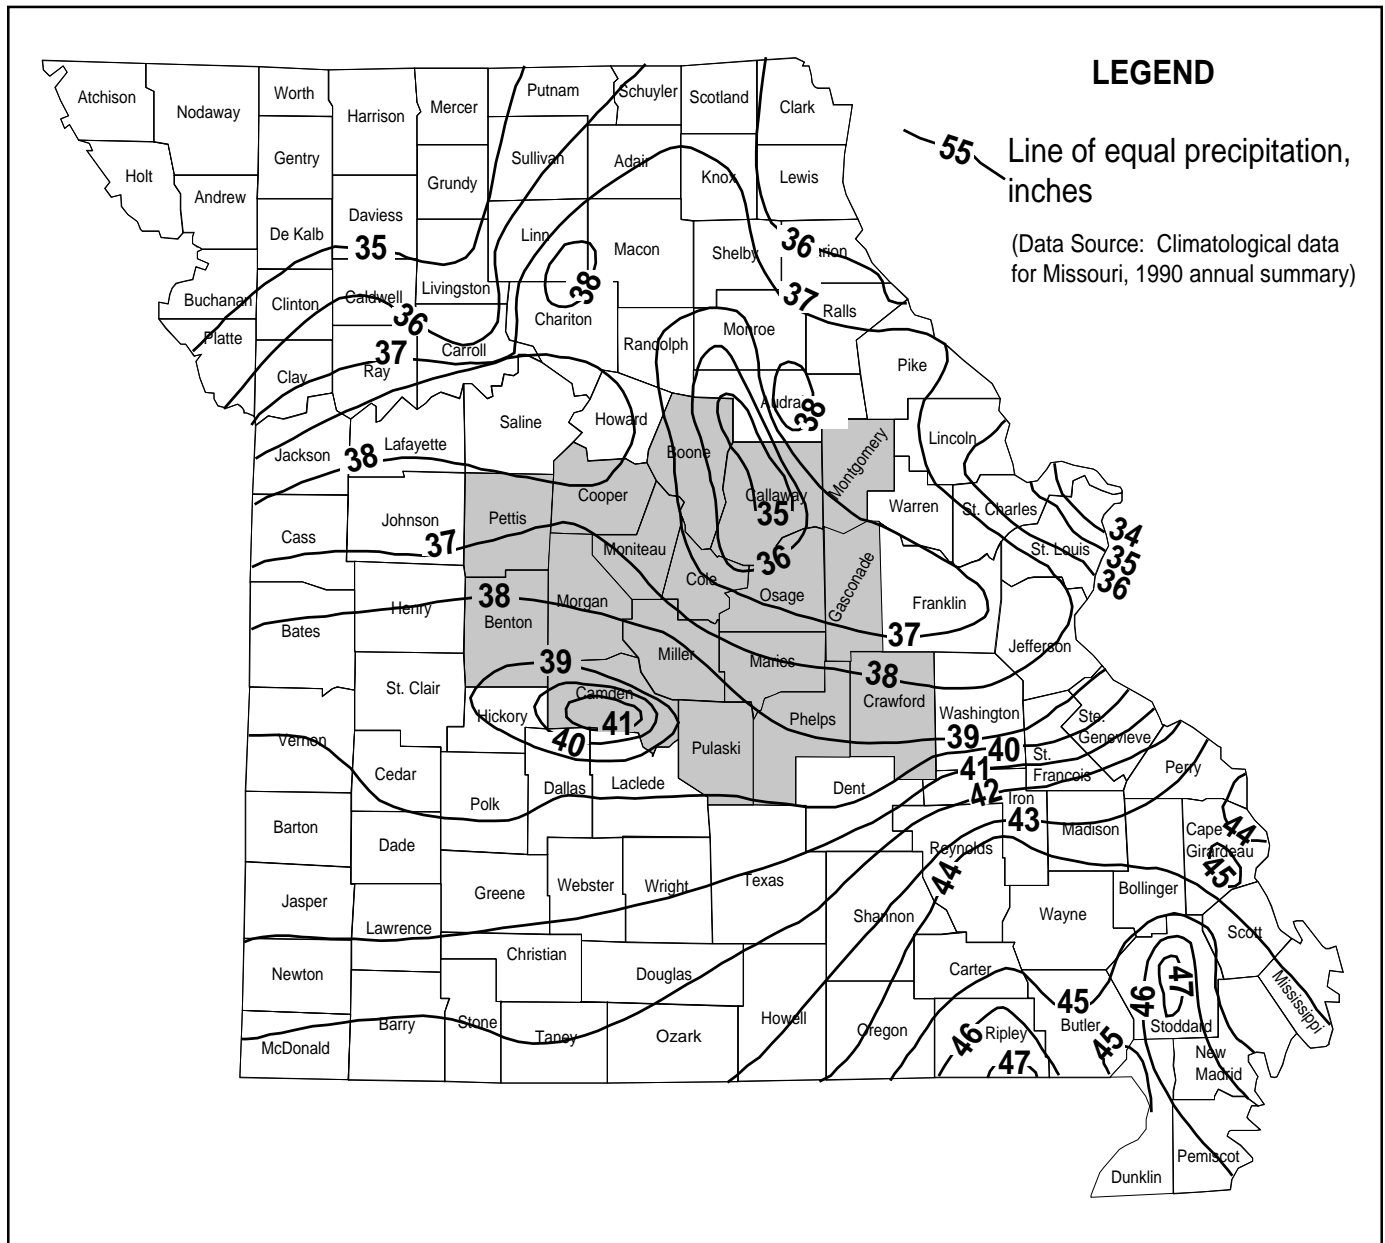 LEGEND
55
Line of equal precipitation,
inches
(Data Source: Climatological data
for Missouri, 1990 annual summary)
Atchison
Nodaway
Worth
Harrison
Mercer
Putnam
Schuyler
Scotland
Clark
Gentry
Sullivan
Adair
Knox
Lewis
Holt
Andrew
Grundy
De Kalb
Daviess
35
Linn
Macon
Shelby
36
rion
38
37
Buchanan
Clinton
Caldwell
Livingston
36
Chariton
Ralls
Platte
Randolph
Monroe
Clay
37
Ray
Carroll
Pike
Audrai
38
Saline
Howard
Jackson
38
Lafayette
Boone
Lincoln
Montgomery
Cooper
Callaway
35
Warren
St. Charles
Cass
Johnson
37
Pettis
Moniteau
36
St. Louis
34
35
36
Cole
Osage
Gasconade
Bates
Henry
38
Benton
Morgan
Franklin
37
Jefferson
39
Miller
Maries
38
St. Clair
Camden
41
40
Hickory
Crawford
Vernon
Pulaski
Phelps
Washington
39
40
41
42
43
Ste.
Genevieve
St.
Francois
Perry
Cedar
Polk
Dallas
Laclede
Dent
Iron
Barton
Dade
Madison
Cape
Girardeau
44
45
Reynolds
44
Greene
Webster
Wright
Texas
Bollinger
Jasper
Lawrence
Shannon
Wayne
Scott
Newton
Christian
Douglas
Carter
45
46
47
Mississippi
McDonald
Barry
Stone
Taney
Ozark
Howell
Oregon
46
Ripley
47
Butler
45
Stoddard
New
Madrid
Dunklin
Pemiscot